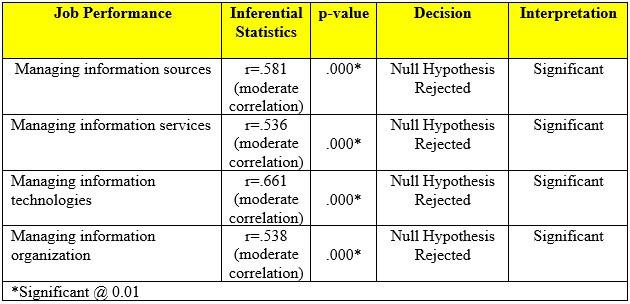 Job Performance Inferential Statistics p-value Decision Interpretation
Managing information sources r=.581 (moderate correlation) .000* Null Hypothesis Rejected Significant
Managing information services r=.536 (moderate correlation) .000* Null Hypothesis Rejected Significant
Managing information technologies r=.661 (moderate correlation) .000* Null Hypothesis Rejected Significant
Managing information organization r=.538 (moderate correlation) .000* Null Hypothesis Rejected Significant
*Significant @ 0.01